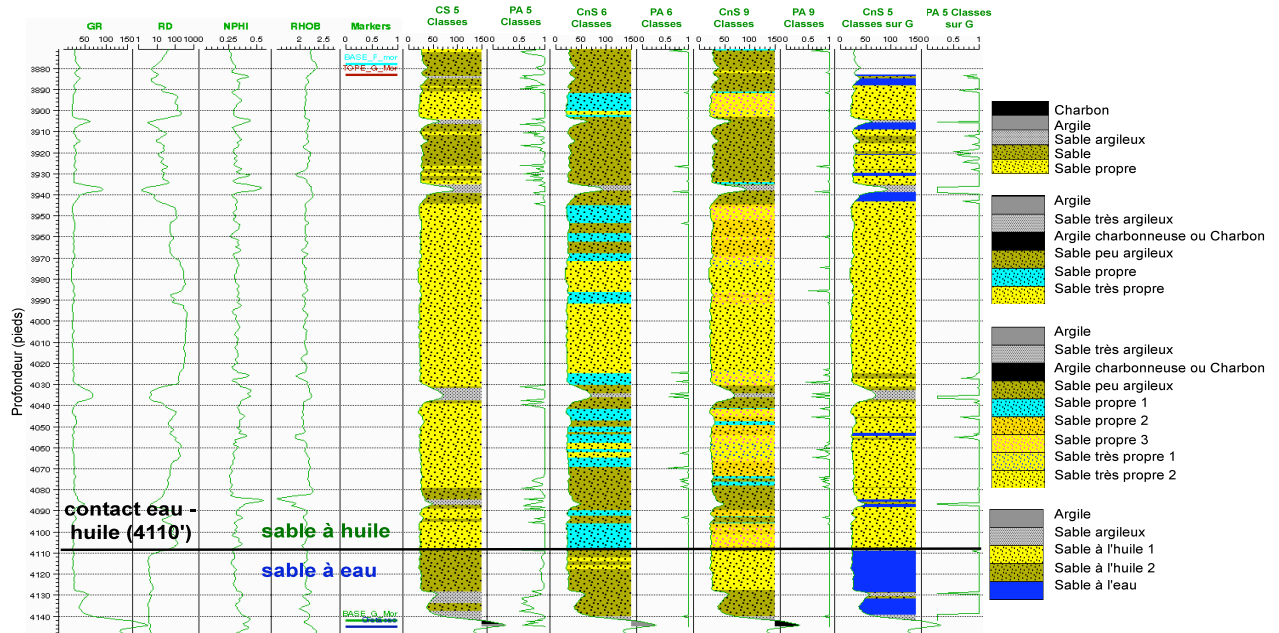 CS 5 Classes
PA 5 Classes
CnS 6 Classes
PA 6 Classes
CnS 9 Classes
PA 9 Classes
CnS 5 Classes sur G
PA 5 Classes sur G
GR
RD
NPHI
RHOB
Markers
50 100 150
1 10 100 1000
0.25 0.5
2 2.5
0 0.5 1
0 50 100 150
0 0.5 1
0 50 100 150
0 0.5 1
0 50 100 150
0 0.5 1
0 50 100 150
0 0.5 1
BASE_F_mor
TOPE_G_Mor
Profondeur (pieds)
3880
3890
3900
3910
3920
3930
3940
3950
3960
3970
3980
3990
4000
4010
4020
4030
4040
4050
4060
4070
4080
4090
4100
4110
4120
4130
4140
contact eau -
huile (4110')
sable à huile
sable à eau
BASE_G_Mor
Charbon
Argile
Sable argileux
Sable
Sable propre
Argile
Sable très argileux
Argile charbonneuse ou Charbon
Sable peu argileux
Sable propre
Sable très propre
Argile
Sable très argileux
Argile charbonneuse ou Charbon
Sable peu argileux
Sable propre 1
Sable propre 2
Sable propre 3
Sable très propre 1
Sable très propre 2
Argile
Sable argileux
Sable à l'huile 1
Sable à l'huile 2
Sable à l'eau